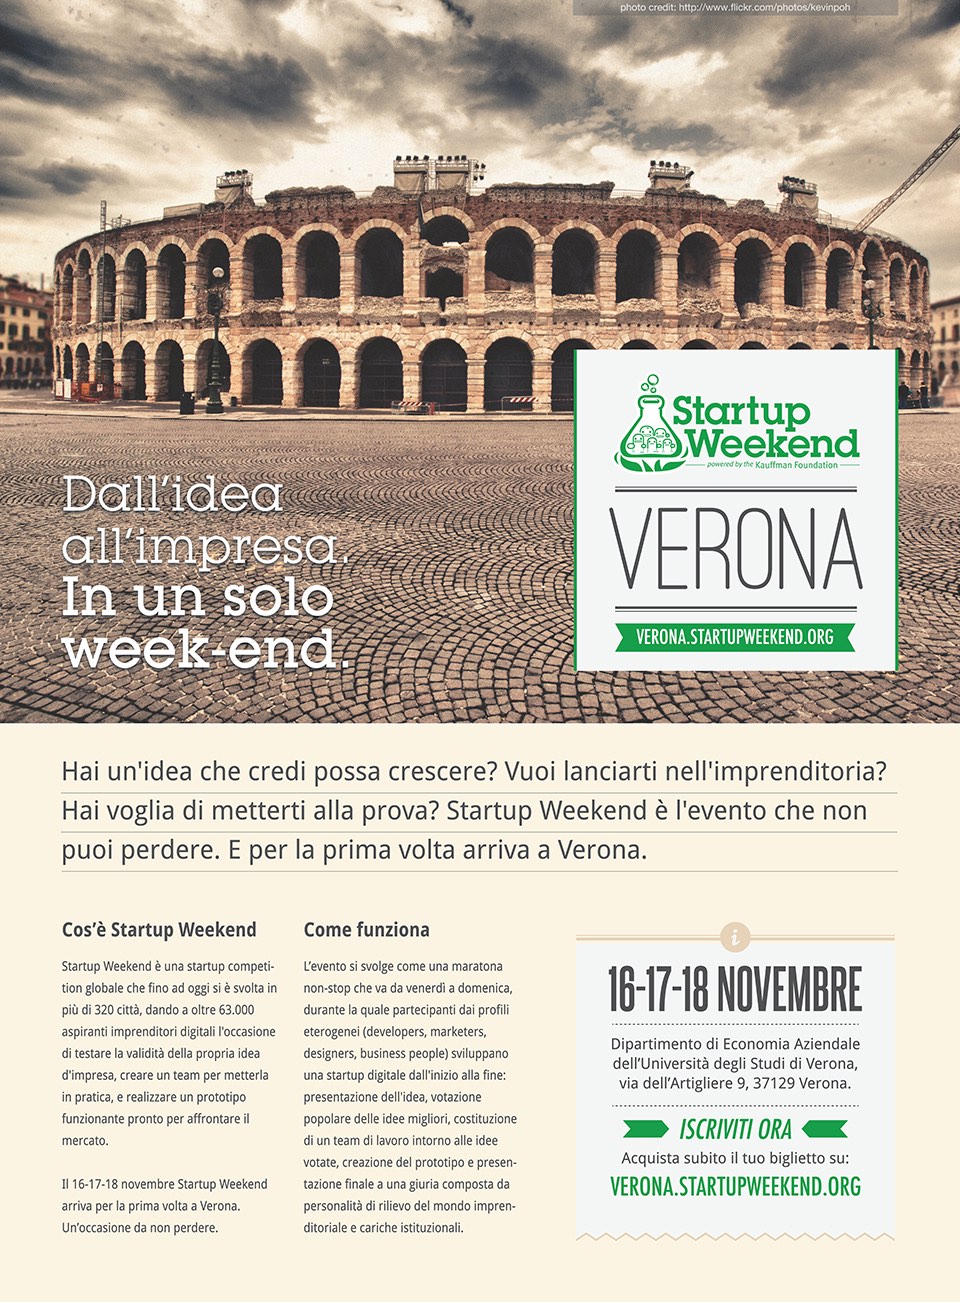 photo credit: http://www.flickr.com/photos/kevinpoh
Startup
Weekend
powered by the Kauffman Foundation
VERONA
VERONA.STARTUPWEEKEND.ORG
Dall'idea
all'impresa.
In un solo
week-end.
Hai un'idea che credi possa crescere? Vuoi lanciarti nell'imprenditoria?
Hai voglia di metterti alla prova? Startup Weekend è l'evento che non
puoi perdere. E per la prima volta arriva a Verona.
Cos'è Startup Weekend
Startup Weekend è una startup competi-
tion globale che fino ad oggi si è svolta in
più di 320 città, dando a oltre 63.000
aspiranti imprenditori digitali l'occasione
di testare la validità della propria idea
d'impresa, creare un team per metterla
in pratica, e realizzare un prototipo
funzionante pronto per affrontare il
mercato.
Il 16-17-18 novembre Startup Weekend
arriva per la prima volta a Verona.
Un'occasione da non perdere.
Come funziona
L'evento si svolge come una maratona
non-stop che va da venerdì a domenica,
durante la quale partecipanti dai profili
eterogenei (developers, marketers,
designers, business people) sviluppano
una startup digitale dall'inizio alla fine:
presentazione dell'idea, votazione
popolare delle idee migliori, costituzione
di un team di lavoro intorno alle idee
votate, creazione del prototipo e presen-
tazione finale a una giuria composta da
personalità di rilievo del mondo impren-
ditoriale e cariche istituzionali.
i
16-17-18 NOVEMBRE
Dipartimento di Economia Aziendale
dell'Università degli Studi di Verona,
via dell'Artigliere 9, 37129 Verona.
ISCRIVITI ORA
Acquista subito il tuo biglietto su:
VERONA.STARTUPWEEKEND.ORG